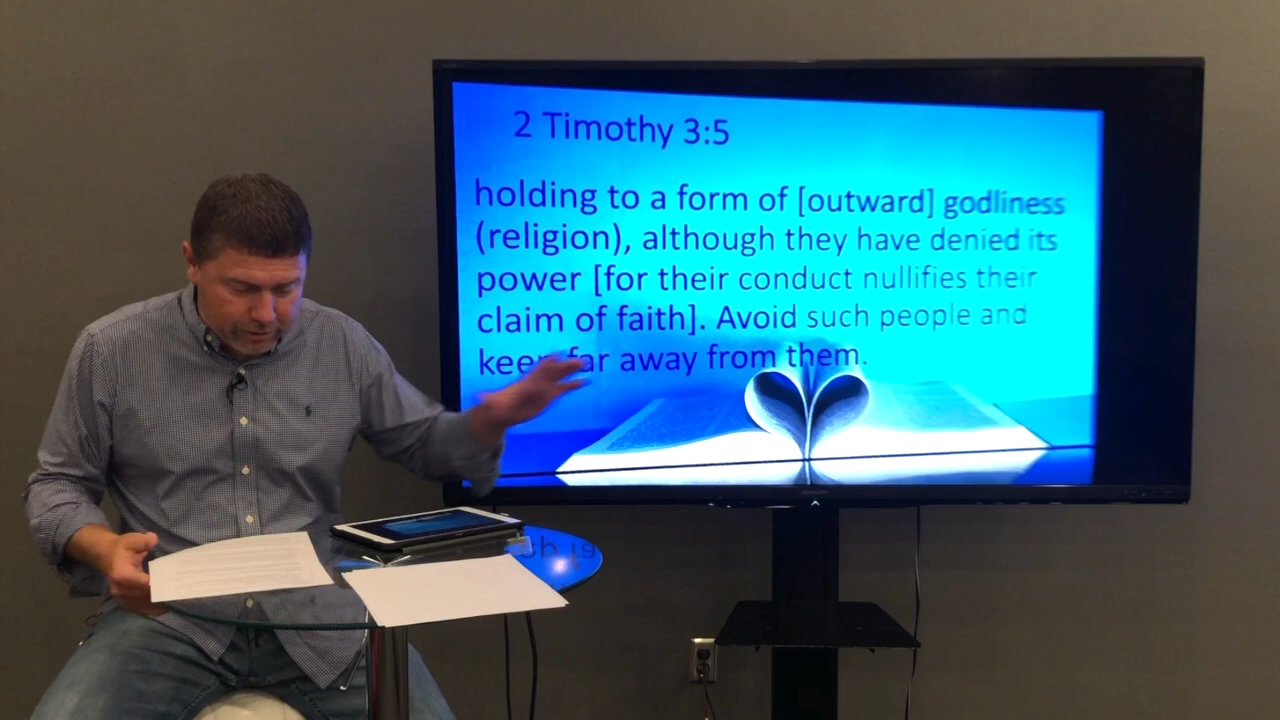 2 Timothy 3:5
holding to a form of [outward] godliness
(religion), although they have denied its
power [for their conduct nullifies their
claim of faith]. Avoid such people and
keep far away from them.